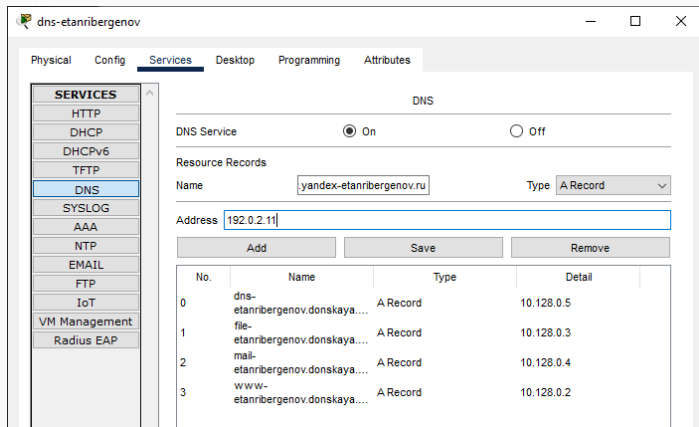 dns-etanribergenov
Physical Config Services Desktop Programming Attributes
SERVICES
HTTP
DHCP
DHCPv6
TFTP
DNS
SYSLOG
AAA
NTP
EMAIL
FTP
IoT
VM Management
Radius EAP
DNS
DNS Service On Off
Resource Records
Name .yandex-etanribergenov.ru Type A Record
Address 192.0.2.11
Add Save Remove
No. Name Type Detail
0 dns-
etanribergenov.donskaya.... A Record 10.128.0.5
1 file-
etanribergenov.donskaya.... A Record 10.128.0.3
2 mail-
etanribergenov.donskaya.... A Record 10.128.0.4
3 www-
etanribergenov.donskaya.... A Record 10.128.0.2